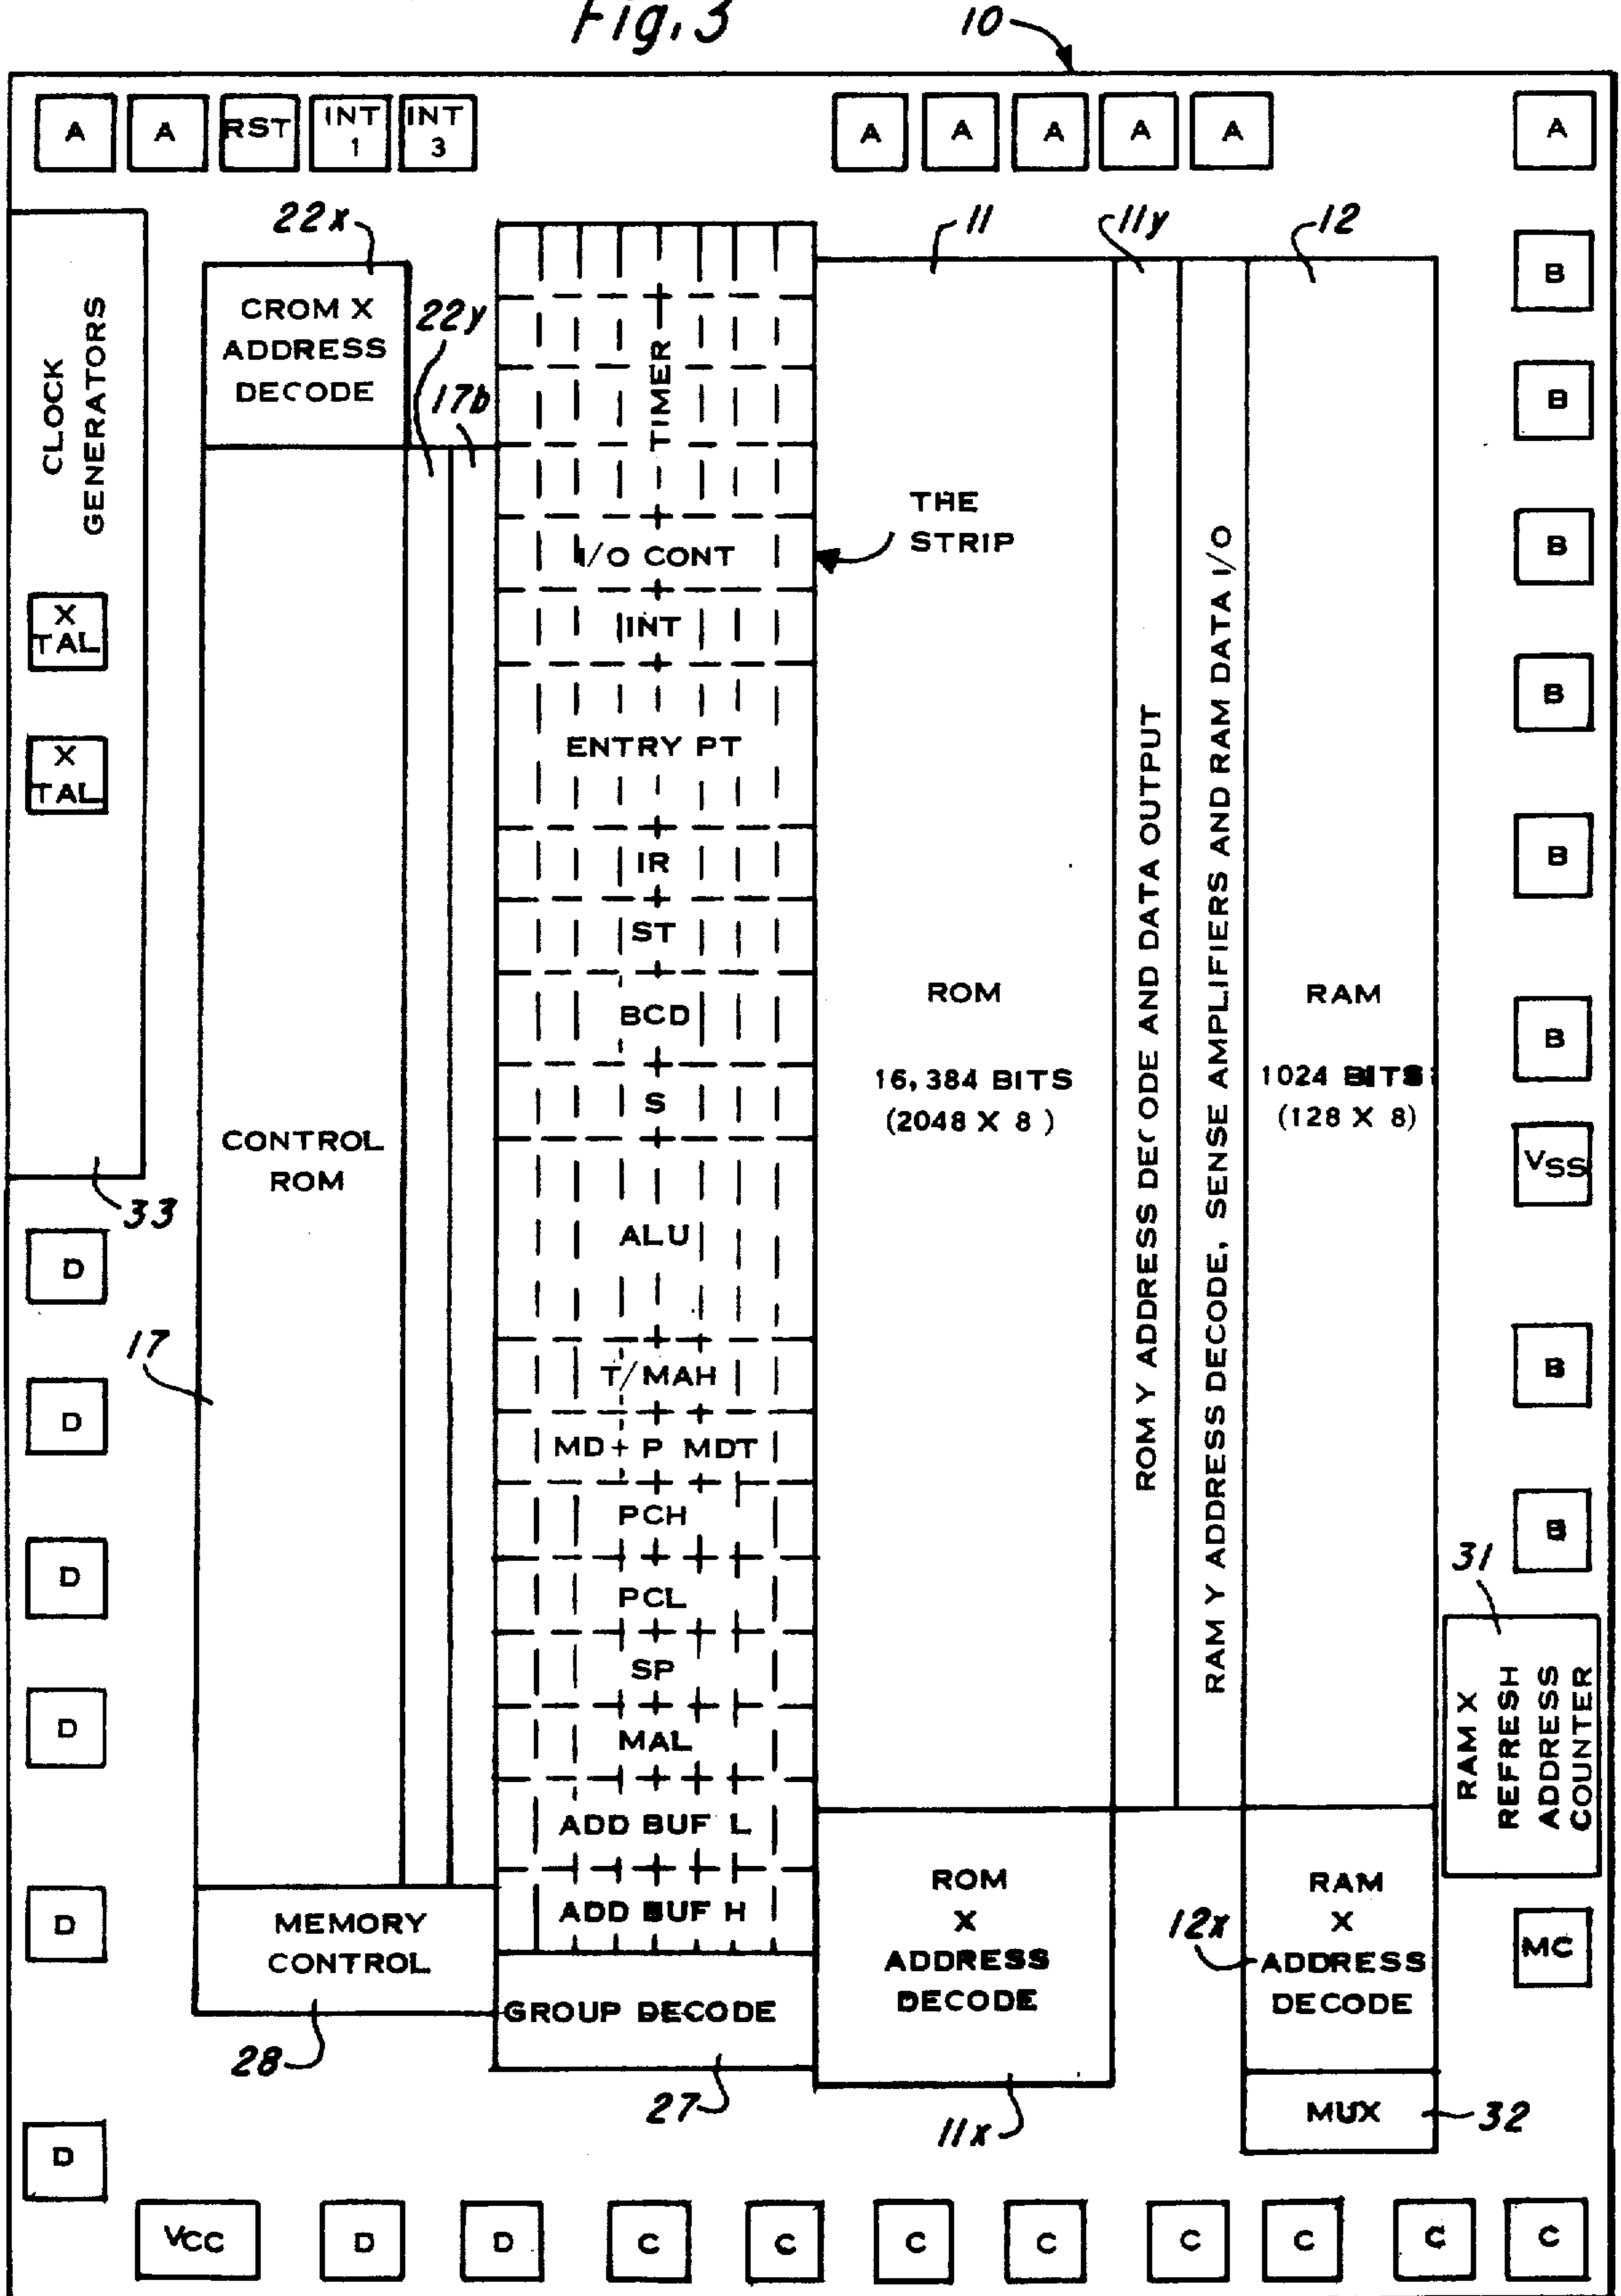 Fig. 3
10
A A RST INT 1 INT 3 A A A A A A
22x
11
11y
12
CLOCK
GENERATORS
X
TAL
X
TAL
33
CROM X
ADDRESS
DECODE
22y
17b
CONTROL
ROM
17
MEMORY
CONTROL
28
TIMER
I/O CONT
INT
ENTRY PT
IR
ST
BCD
S
ALU
T/MAH
MD + P MDT
PCH
PCL
SP
MAL
ADD BUF L
ADD BUF H
GROUP DECODE
27
THE
STRIP
ROM
16,384 BITS
(2048 X 8)
ROM
X
ADDRESS
DECODE
11x
ROM Y ADDRESS DECODE AND DATA OUTPUT
RAM Y ADDRESS DECODE, SENSE AMPLIFIERS AND RAM DATA I/O
RAM
1024 BITS
(128 X 8)
12x
RAM
X
ADDRESS
DECODE
MUX
32
B
B
B
B
B
B
VSS
B
B
31
RAM X
REFRESH
ADDRESS
COUNTER
MC
D
D
D
D
D
D
VCC D D C C C C C C C C